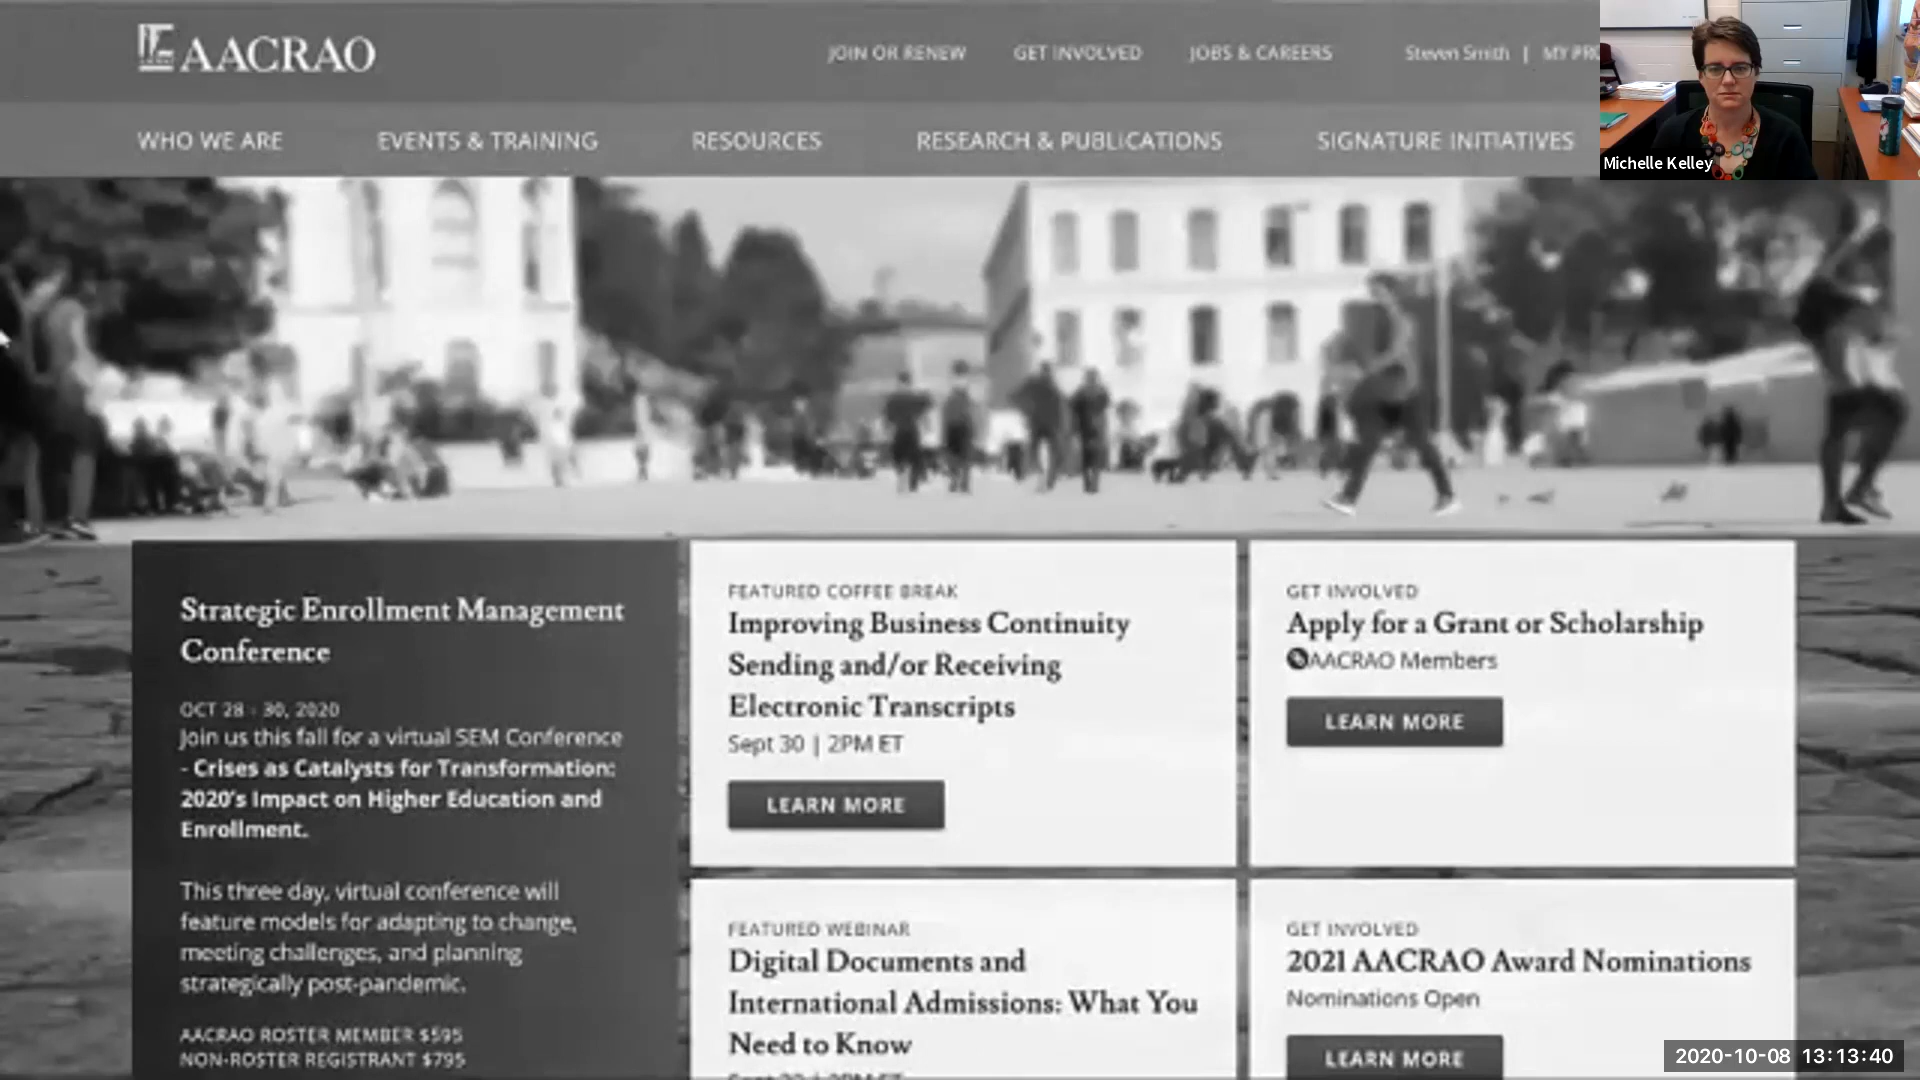 AACRAO
JOIN OR RENEW
GET INVOLVED
JOBS & CAREERS
Steven Smith | MY PR
WHO WE ARE
EVENTS & TRAINING
RESOURCES
RESEARCH & PUBLICATIONS
SIGNATURE INITIATIVES
Michelle Kelley
Strategic Enrollment Management
Conference
OCT 28 - 30, 2020
Join us this fall for a virtual SEM Conference
- Crises as Catalysts for Transformation:
2020's Impact on Higher Education and
Enrollment.
This three day, virtual conference will
feature models for adapting to change,
meeting challenges, and planning
strategically post-pandemic.
AACRAO ROSTER MEMBER $595
NON-ROSTER REGISTRANT $795
FEATURED COFFEE BREAK
Improving Business Continuity
Sending and/or Receiving
Electronic Transcripts
Sept 30 | 2PM ET
LEARN MORE
GET INVOLVED
Apply for a Grant or Scholarship
AACRAO Members
LEARN MORE
FEATURED WEBINAR
Digital Documents and
International Admissions: What You
Need to Know
GET INVOLVED
2021 AACRAO Award Nominations
Nominations Open
LEARN MORE
2020-10-08 13:13:40